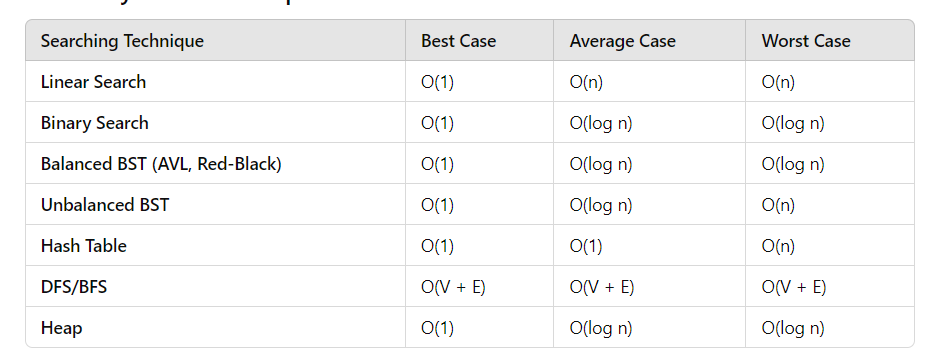 Searching Technique Best Case Average Case Worst Case
Linear Search O(1) O(n) O(n)
Binary Search O(1) O(log n) O(log n)
Balanced BST (AVL, Red-Black) O(1) O(log n) O(log n)
Unbalanced BST O(1) O(log n) O(n)
Hash Table O(1) O(1) O(n)
DFS/BFS O(V + E) O(V + E) O(V + E)
Heap O(1) O(log n) O(log n)